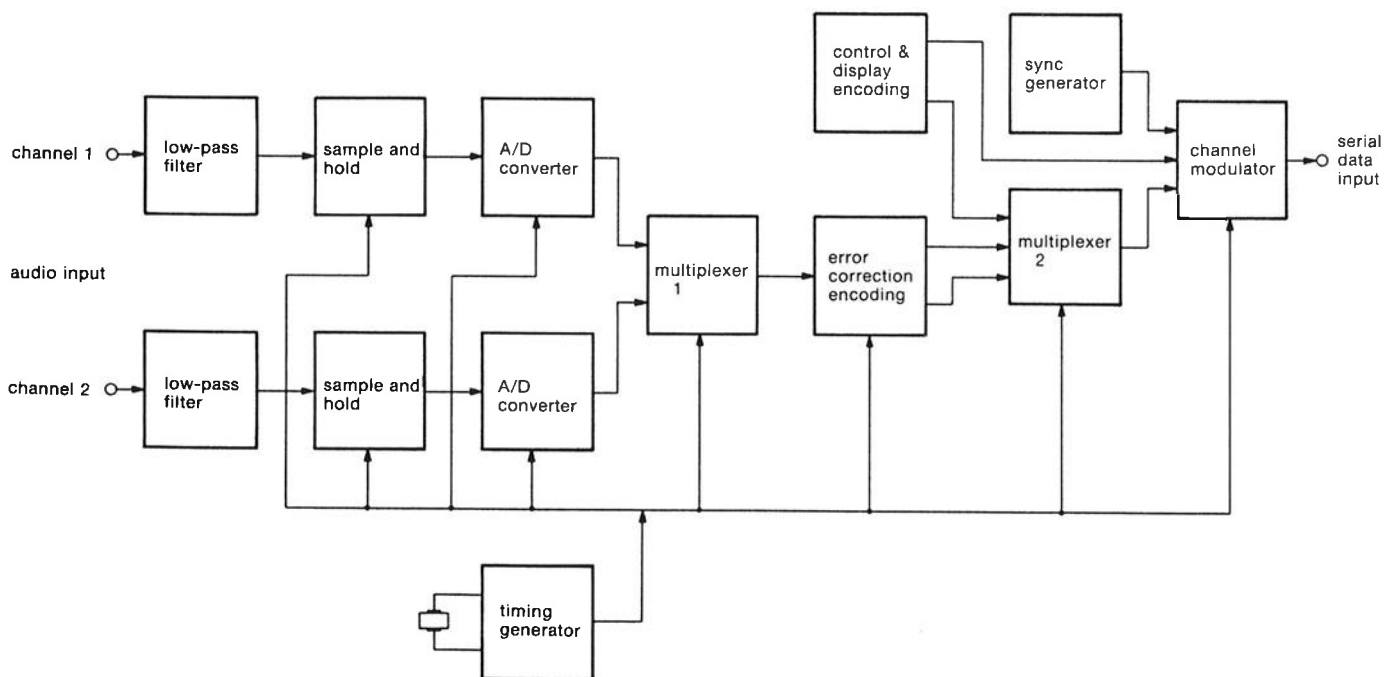 control &
display
encoding
sync
generator
channel 1
low-pass
filter
sample and
hold
A/D
converter
channel
modulator
serial
data
input
audio input
multiplexer
1
error
correction
encoding
multiplexer
2
channel 2
low-pass
filter
sample and
hold
A/D
converter
timing
generator